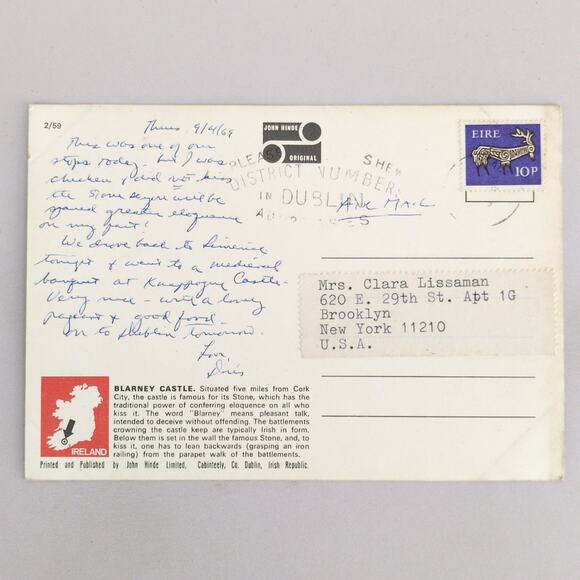 2/59
Thurs 9/4/69
This was one of our
stops today - but I was
chicken & did not kiss
the stone so you will be
spared greater eloquence
on my part!
We drove back to Limerick
tonight & went to a medieval
banquet at Knappogue Castle.
Very nice - with a lovely
pageant & good food -
on to Dublin tomorrow.
Love,
Doris
JOHN HINDE
ORIGINAL
PLEASE SHEW
DISTRICT NUMBERS
IN DUBLIN
ADDRESSES
AIR MAIL
EIRE
10P
Mrs. Clara Lissaman
620 E. 29th St. Apt 1G
Brooklyn
New York 11210
U.S.A.
IRELAND
BLARNEY CASTLE. Situated five miles from Cork
City, the castle is famous for its Stone, which has the
traditional power of conferring eloquence on all who
kiss it. The word "Blarney" means pleasant talk,
intended to deceive without offending. The battlements
crowning the castle keep are typically Irish in form.
Below them is set in the wall the famous Stone, and, to
kiss it, one has to lean backwards (grasping an iron
railing) from the parapet walk of the battlements.
Printed and Published by John Hinde Limited, Cabinteely, Co. Dublin, Irish Republic.